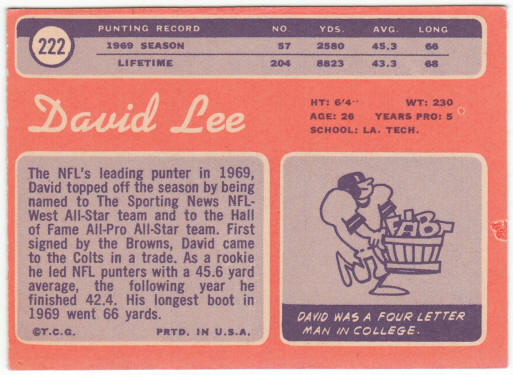 222
PUNTING RECORD NO. YDS. AVG. LONG
1969 SEASON 57 2580 45.3 66
LIFETIME 204 8823 43.3 68
David Lee
HT: 6'4" WT: 230
AGE: 26 YEARS PRO: 5
SCHOOL: LA. TECH.
The NFL's leading punter in 1969,
David topped off the season by being
named to The Sporting News NFL-
West All-Star team and to the Hall
of Fame All-Pro All-Star team. First
signed by the Browns, David came
to the Colts in a trade. As a rookie
he led NFL punters with a 45.6 yard
average, the following year he
finished 42.4. His longest boot in
1969 went 66 yards.
©T.C.G. PRTD. IN U.S.A.
DAVID WAS A FOUR LETTER
MAN IN COLLEGE.